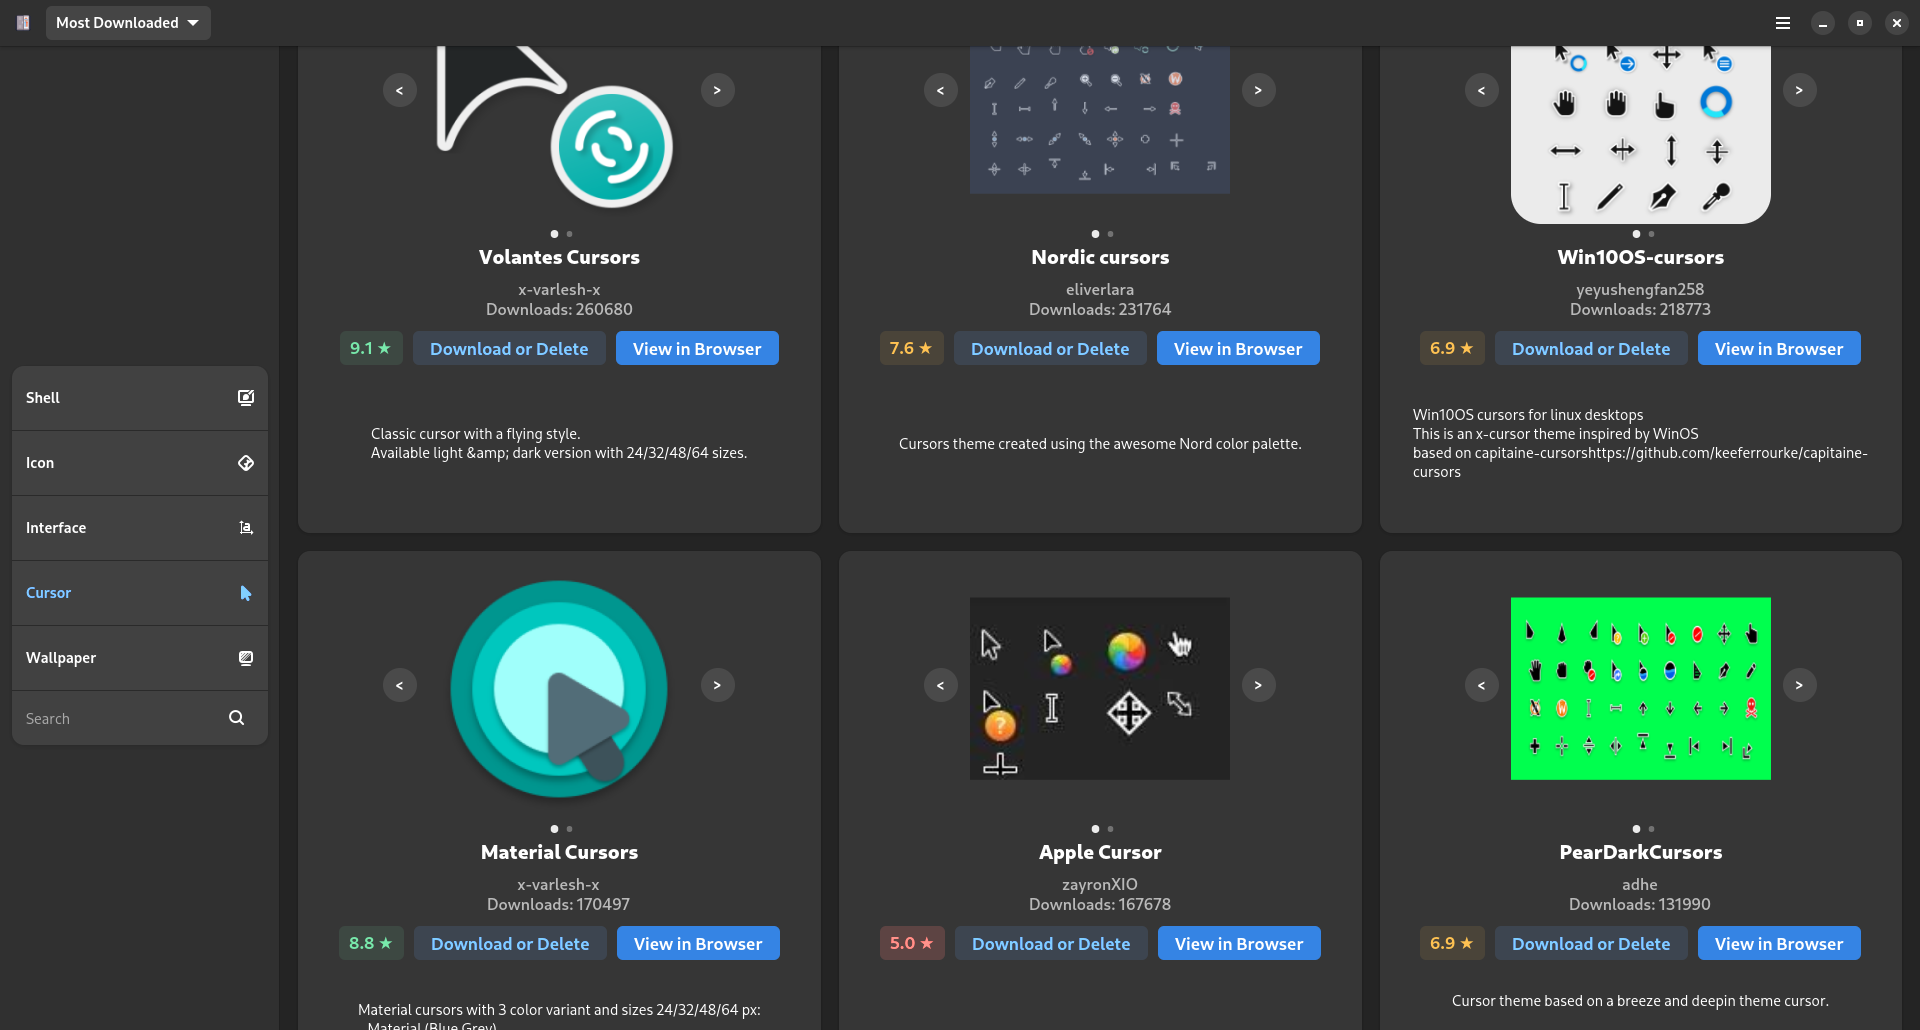 Most Downloaded
Shell
Icon
Interface
Cursor
Wallpaper
Search
<
>
Volantes Cursors
x-varlesh-x
Downloads: 260680
9.1 ★
Download or Delete
View in Browser
Classic cursor with a flying style.
Available light &amp; dark version with 24/32/48/64 sizes.
<
>
Nordic cursors
eliverlara
Downloads: 231764
7.6 ★
Download or Delete
View in Browser
Cursors theme created using the awesome Nord color palette.
<
>
Win10OS-cursors
yeyushengfan258
Downloads: 218773
6.9 ★
Download or Delete
View in Browser
Win10OS cursors for linux desktops
This is an x-cursor theme inspired by WinOS
based on capitaine-cursorshttps://github.com/keeferrourke/capitaine-
cursors
<
>
Material Cursors
x-varlesh-x
Downloads: 170497
8.8 ★
Download or Delete
View in Browser
Material cursors with 3 color variant and sizes 24/32/48/64 px:
Material (Blue Grey)
<
>
Apple Cursor
zayronXIO
Downloads: 167678
5.0 ★
Download or Delete
View in Browser
<
>
PearDarkCursors
adhe
Downloads: 131990
6.9 ★
Download or Delete
View in Browser
Cursor theme based on a breeze and deepin theme cursor.